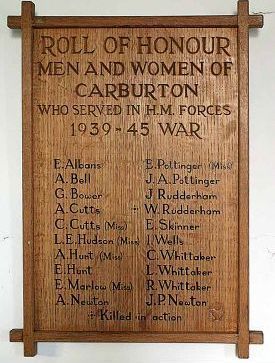 ROLL OF HONOUR
MEN AND WOMEN OF
CARBURTON
WHO SERVED IN H.M. FORCES
1939-45 WAR
E. Albans
A. Bell
G. Bower
A. Cutts
C. Cutts (Miss)
L.E. Hudson (Miss)
A. Hunt (Miss)
E. Hunt
E. Marlow (Miss)
A. Newton
E. Pottinger (Miss)
J.A. Pottinger
J. Rudderham
+ W. Rudderham
E. Skinner
I. Wells
C. Whittaker
L. Whittaker
R. Whittaker
J.P. Newton
+ Killed in action